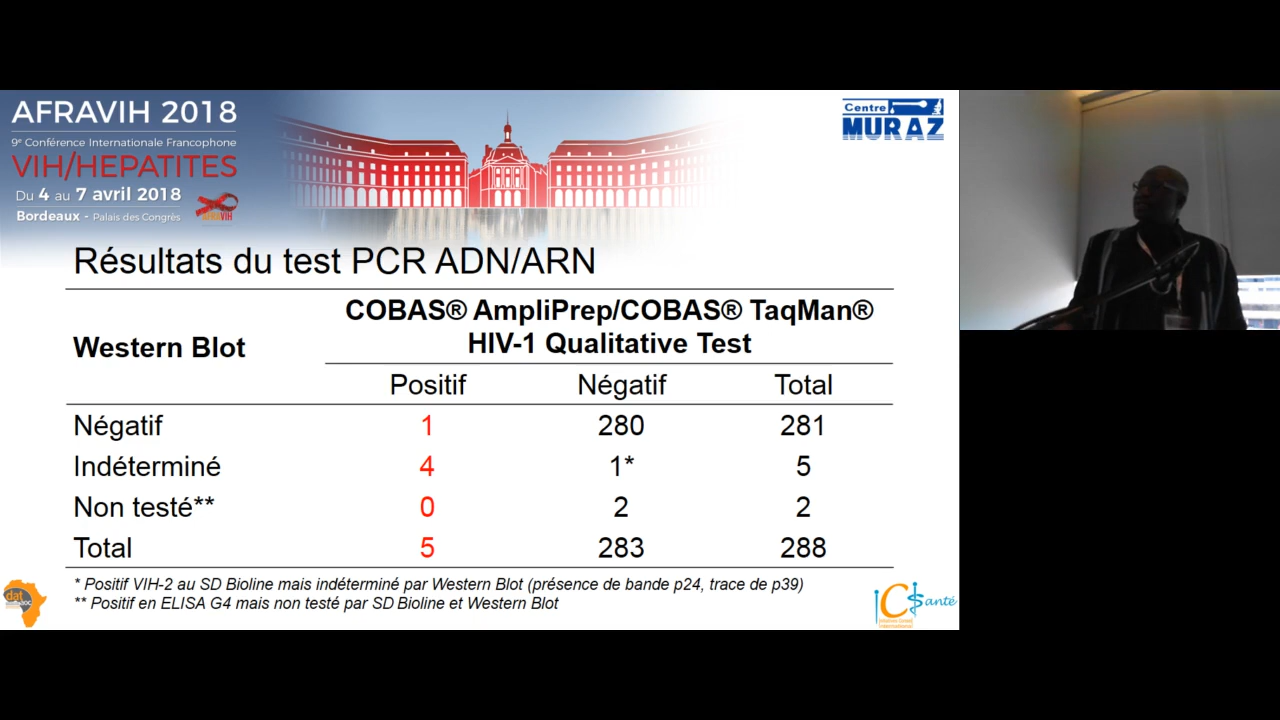 AFRAVIH 2018
9e Conférence Internationale Francophone
VIH/HEPATITES
Du 4 au 7 avril 2018
Bordeaux - Palais des Congrès
AFRAVIH
Centre
MURAZ
Résultats du test PCR ADN/ARN
Western Blot
COBAS® AmpliPrep/COBAS® TaqMan®
HIV-1 Qualitative Test
Positif Négatif Total
Négatif 1 280 281
Indéterminé 4 1* 5
Non testé** 0 2 2
Total 5 283 288
* Positif VIH-2 au SD Bioline mais indéterminé par Western Blot (présence de bande p24, trace de p39)
** Positif en ELISA G4 mais non testé par SD Bioline et Western Blot
dat
iCSanté